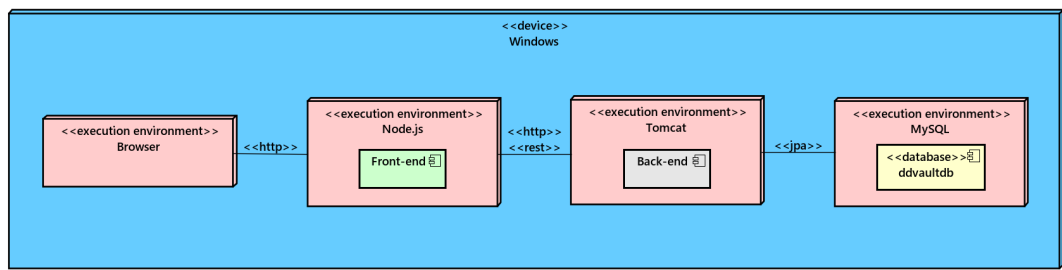 <<device>>
Windows
<<execution environment>>
Browser
<<http>>
<<execution environment>>
Node.js
Front-end
<<http>>
<<rest>>
<<execution environment>>
Tomcat
Back-end
<<jpa>>
<<execution environment>>
MySQL
<<database>>
ddvaultdb